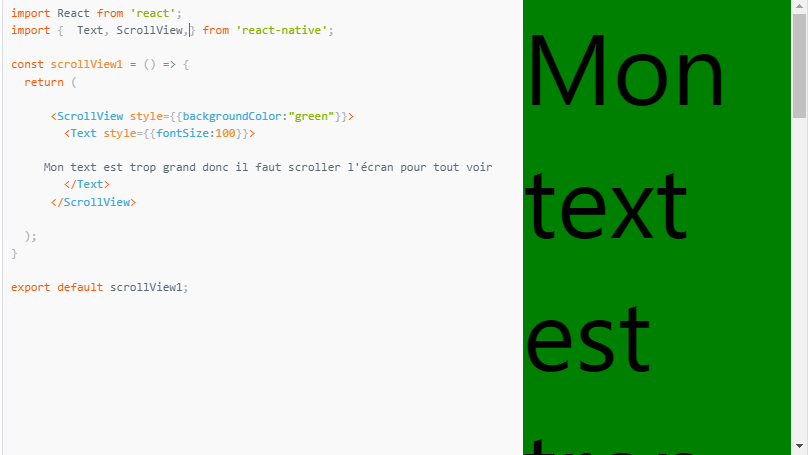 import React from 'react';
import {  Text, ScrollView,} from 'react-native';
const scrollView1 = () => {
return (
<ScrollView style={{backgroundColor:"green"}}>
<Text style={{fontSize:100}}>
Mon text est trop grand donc il faut scroller l'écran pour tout voir
</Text>
</ScrollView>
);
}
export default scrollView1;
Mon
text
est
trop